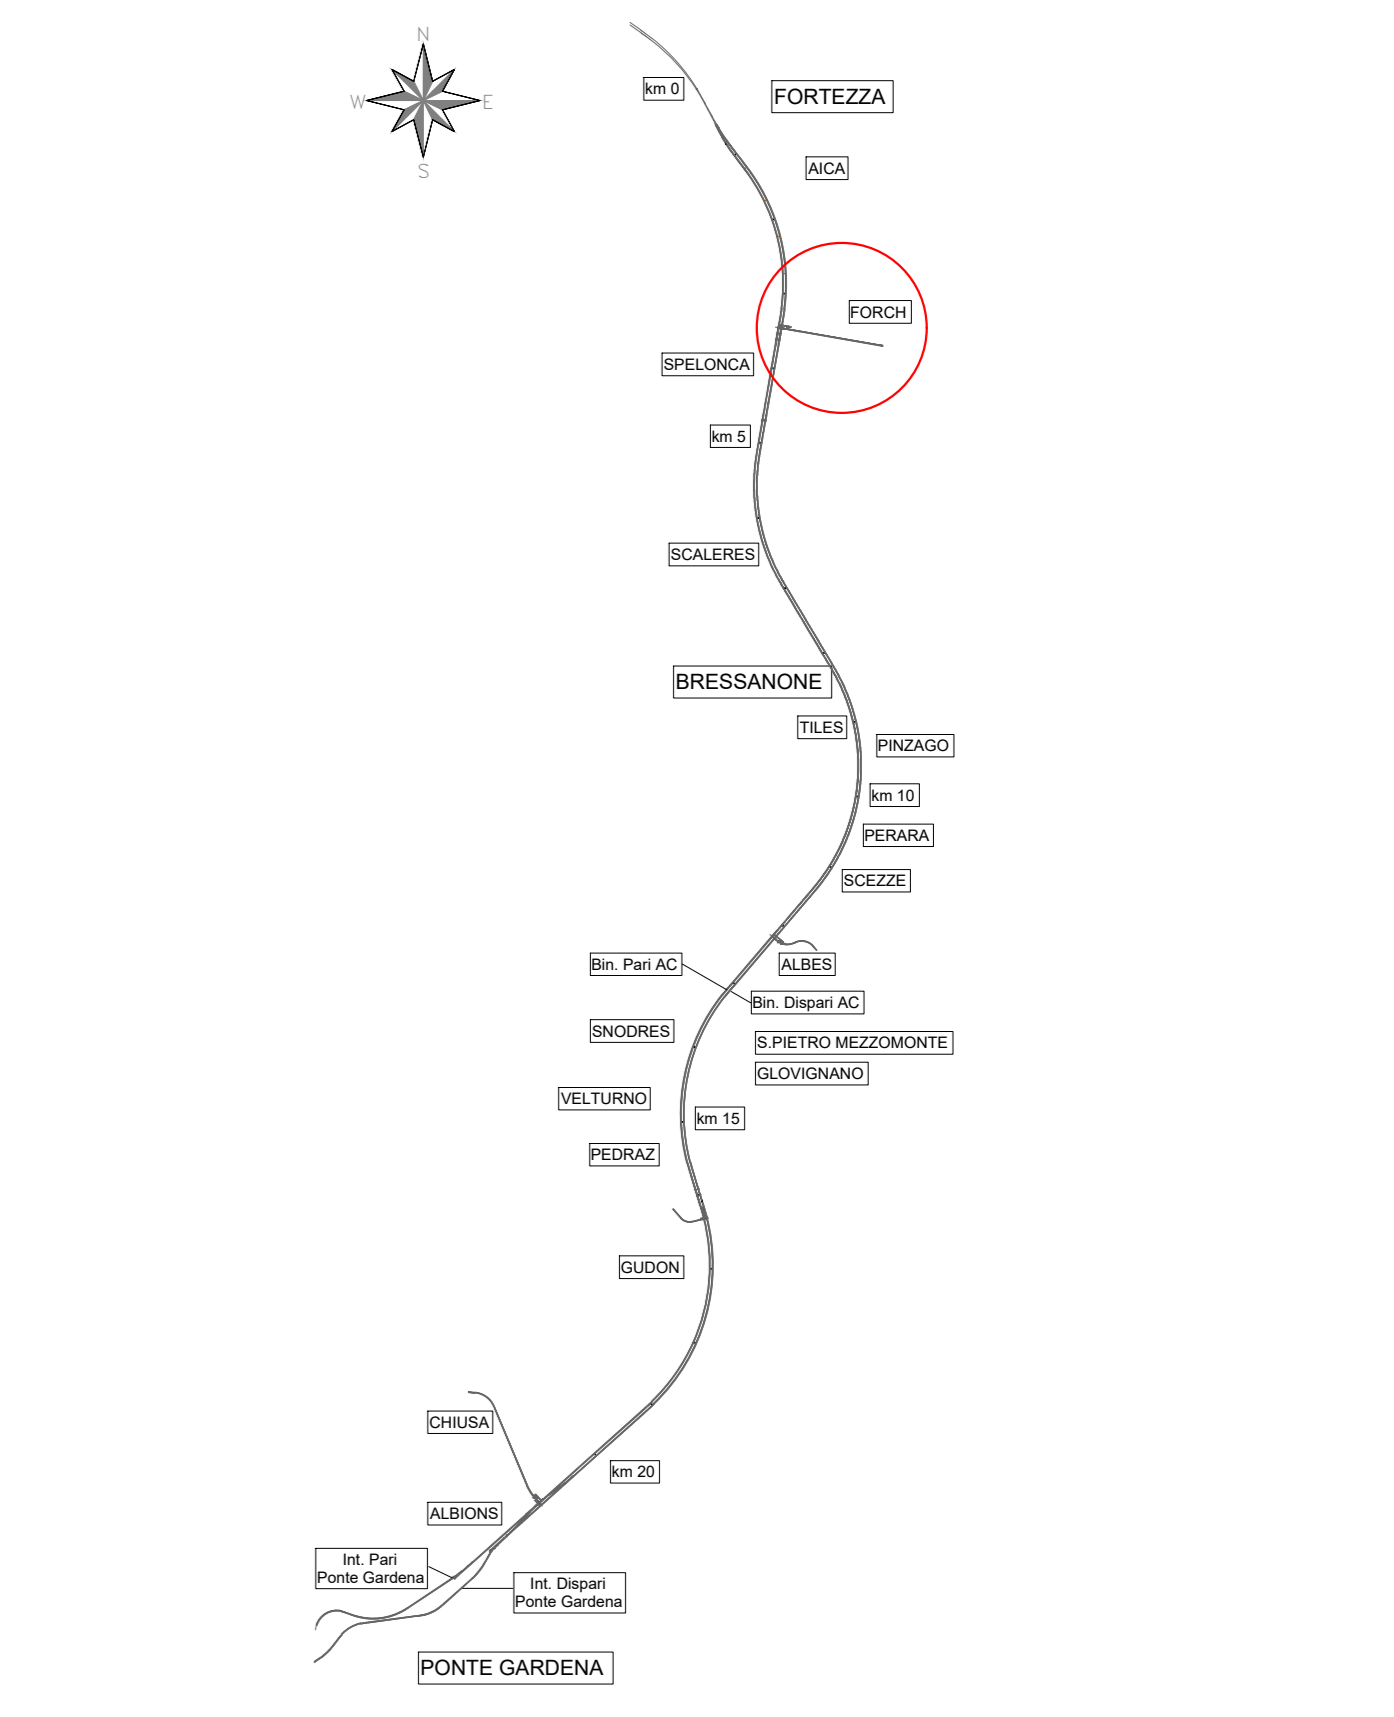 N
km 0
FORTEZZA
W
E
S
AICA
FORCH
SPELONCA
km 5
SCALERES
BRESSANONE
TILES
PINZAGO
km 10
PERARA
SCEZZE
Bin. Pari AC
ALBES
Bin. Dispari AC
SNODRES
S.PIETRO MEZZOMONTE
GLOVIGNANO
VELTURNO
km 15
PEDRAZ
GUDON
CHIUSA
km 20
ALBIONS
Int. Pari
Ponte Gardena
Int. Dispari
Ponte Gardena
PONTE GARDENA